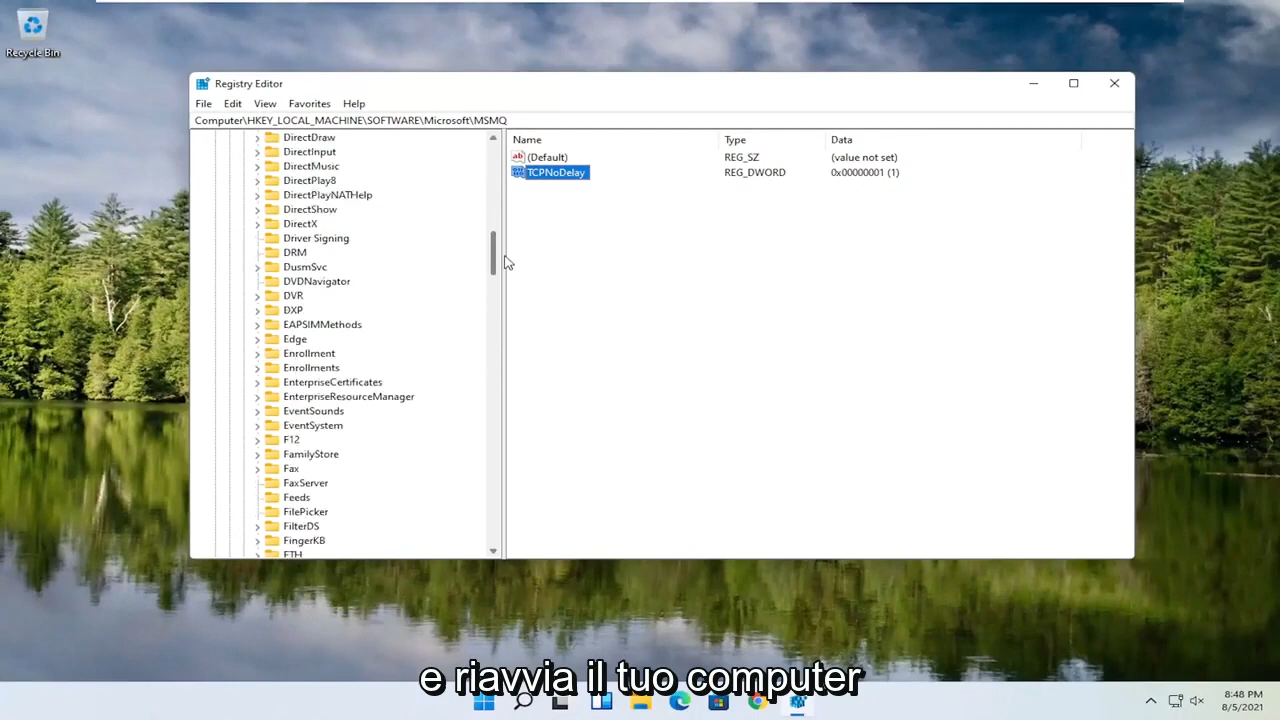 Recycle Bin
Registry Editor
File Edit View Favorites Help
Computer\HKEY_LOCAL_MACHINE\SOFTWARE\Microsoft\MSMQ
DirectDraw
DirectInput
DirectMusic
DirectPlay8
DirectPlayNATHelp
DirectShow
DirectX
Driver Signing
DRM
DusmSvc
DVDNavigator
DVR
DXP
EAPSIMMethods
Edge
Enrollment
Enrollments
EnterpriseCertificates
EnterpriseResourceManager
EventSounds
EventSystem
F12
FamilyStore
Fax
FaxServer
Feeds
FilePicker
FilterDS
FingerKB
FTH
Name Type Data
ab (Default) REG_SZ (value not set)
TCPNoDelay REG_DWORD 0x00000001 (1)
e riavvia il tuo computer
8:48 PM
8/5/2021